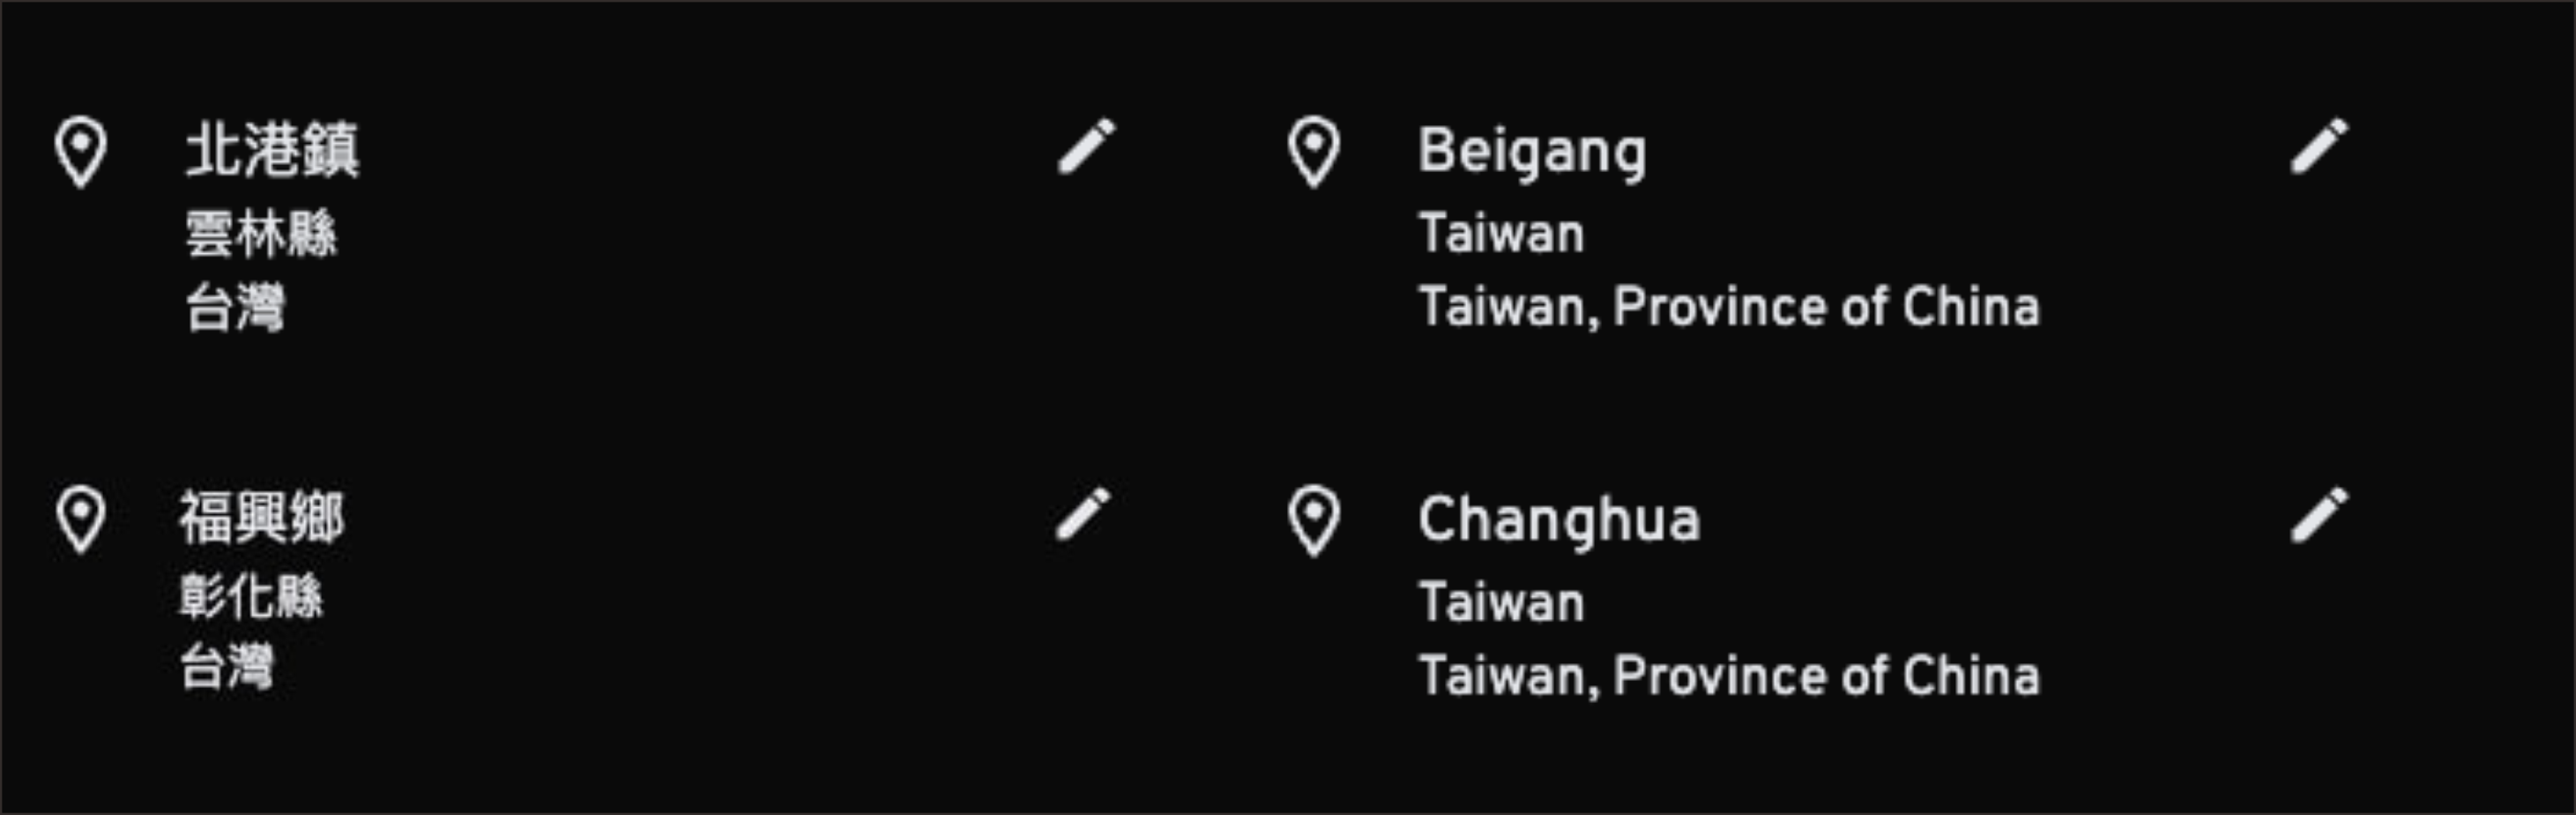 北港鎮
雲林縣
台灣
Beigang
Taiwan
Taiwan, Province of China
福興鄉
彰化縣
台灣
Changhua
Taiwan
Taiwan, Province of China